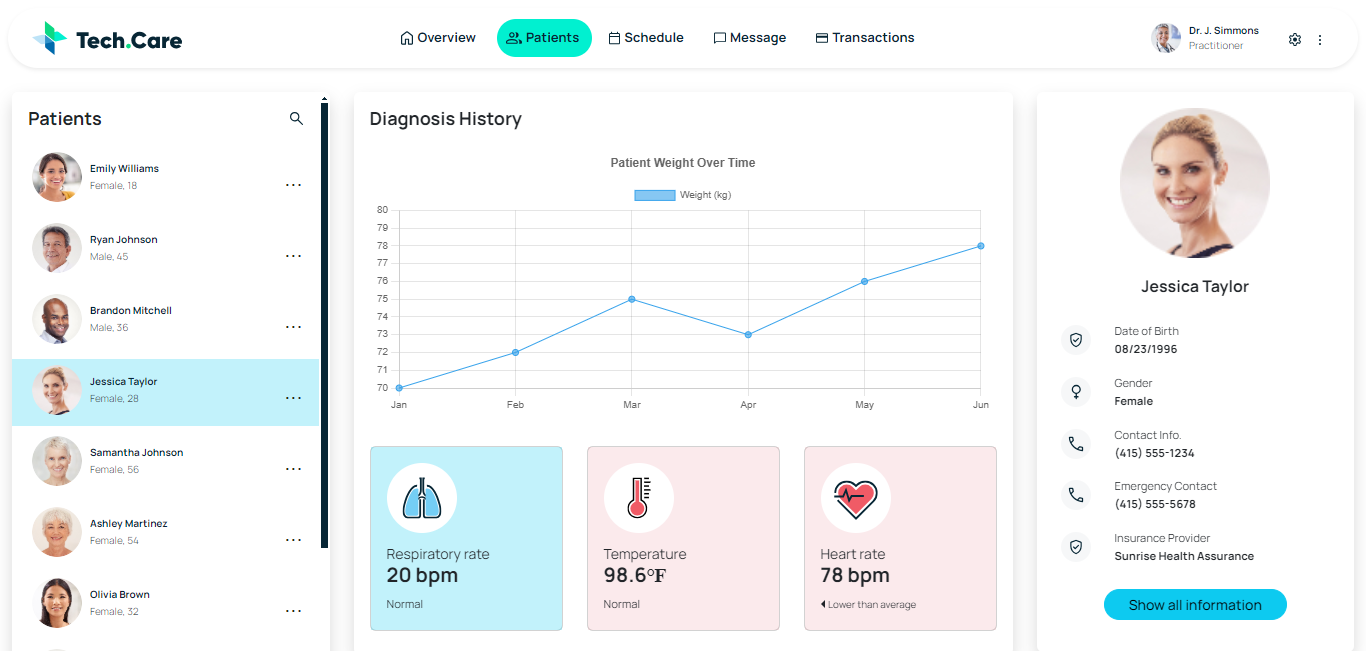 Tech.Care
Overview
Patients
Schedule
Message
Transactions
Dr. J. Simmons
Practitioner
Patients
Emily Williams
Female, 18
...
Ryan Johnson
Male, 45
...
Brandon Mitchell
Male, 36
...
Jessica Taylor
Female, 28
...
Samantha Johnson
Female, 56
...
Ashley Martinez
Female, 54
...
Olivia Brown
Female, 32
...
Diagnosis History
Patient Weight Over Time
Weight (kg)
80
79
78
77
76
75
74
73
72
71
70
Jan Feb Mar Apr May Jun
Respiratory rate
20 bpm
Normal
Temperature
98.6°F
Normal
Heart rate
78 bpm
Lower than average
Jessica Taylor
Date of Birth
08/23/1996
Gender
Female
Contact Info.
(415) 555-1234
Emergency Contact
(415) 555-5678
Insurance Provider
Sunrise Health Assurance
Show all information